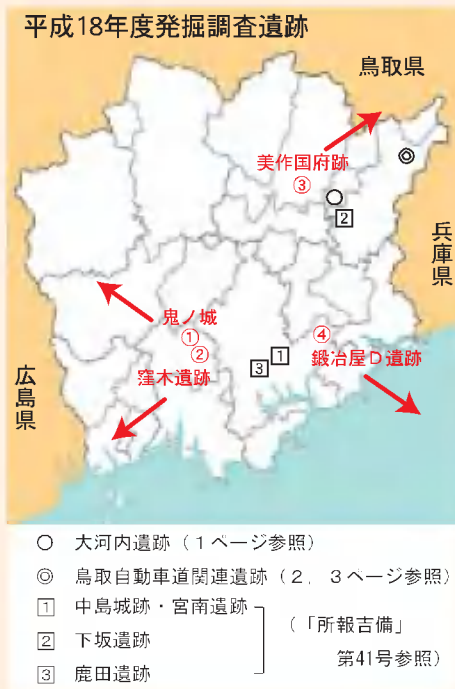 平成18年度発掘調査遺跡
鳥取県
美作国府跡
③
◎
○
2
兵庫県
鬼ノ城
①
②
窪木遺跡
④
鍛冶屋D遺跡
1
3
広島県
○ 大河内遺跡(1ページ参照)
◎ 鳥取自動車道関連遺跡(2,3ページ参照)
1 中島城跡・宮南遺跡
2 下坂遺跡
3 鹿田遺跡
(「所報吉備」
第41号参照)